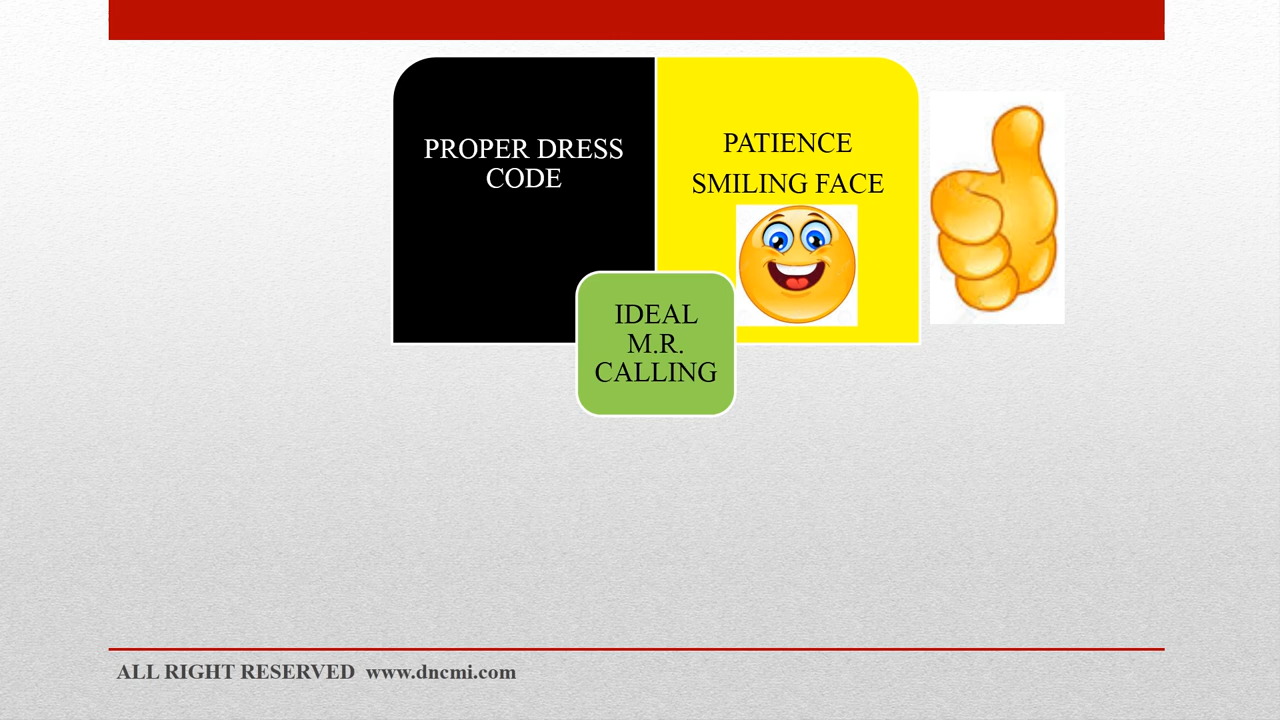 PROPER DRESS
CODE
PATIENCE
SMILING FACE
IDEAL
M.R.
CALLING
ALL RIGHT RESERVED  www.dncmi.com